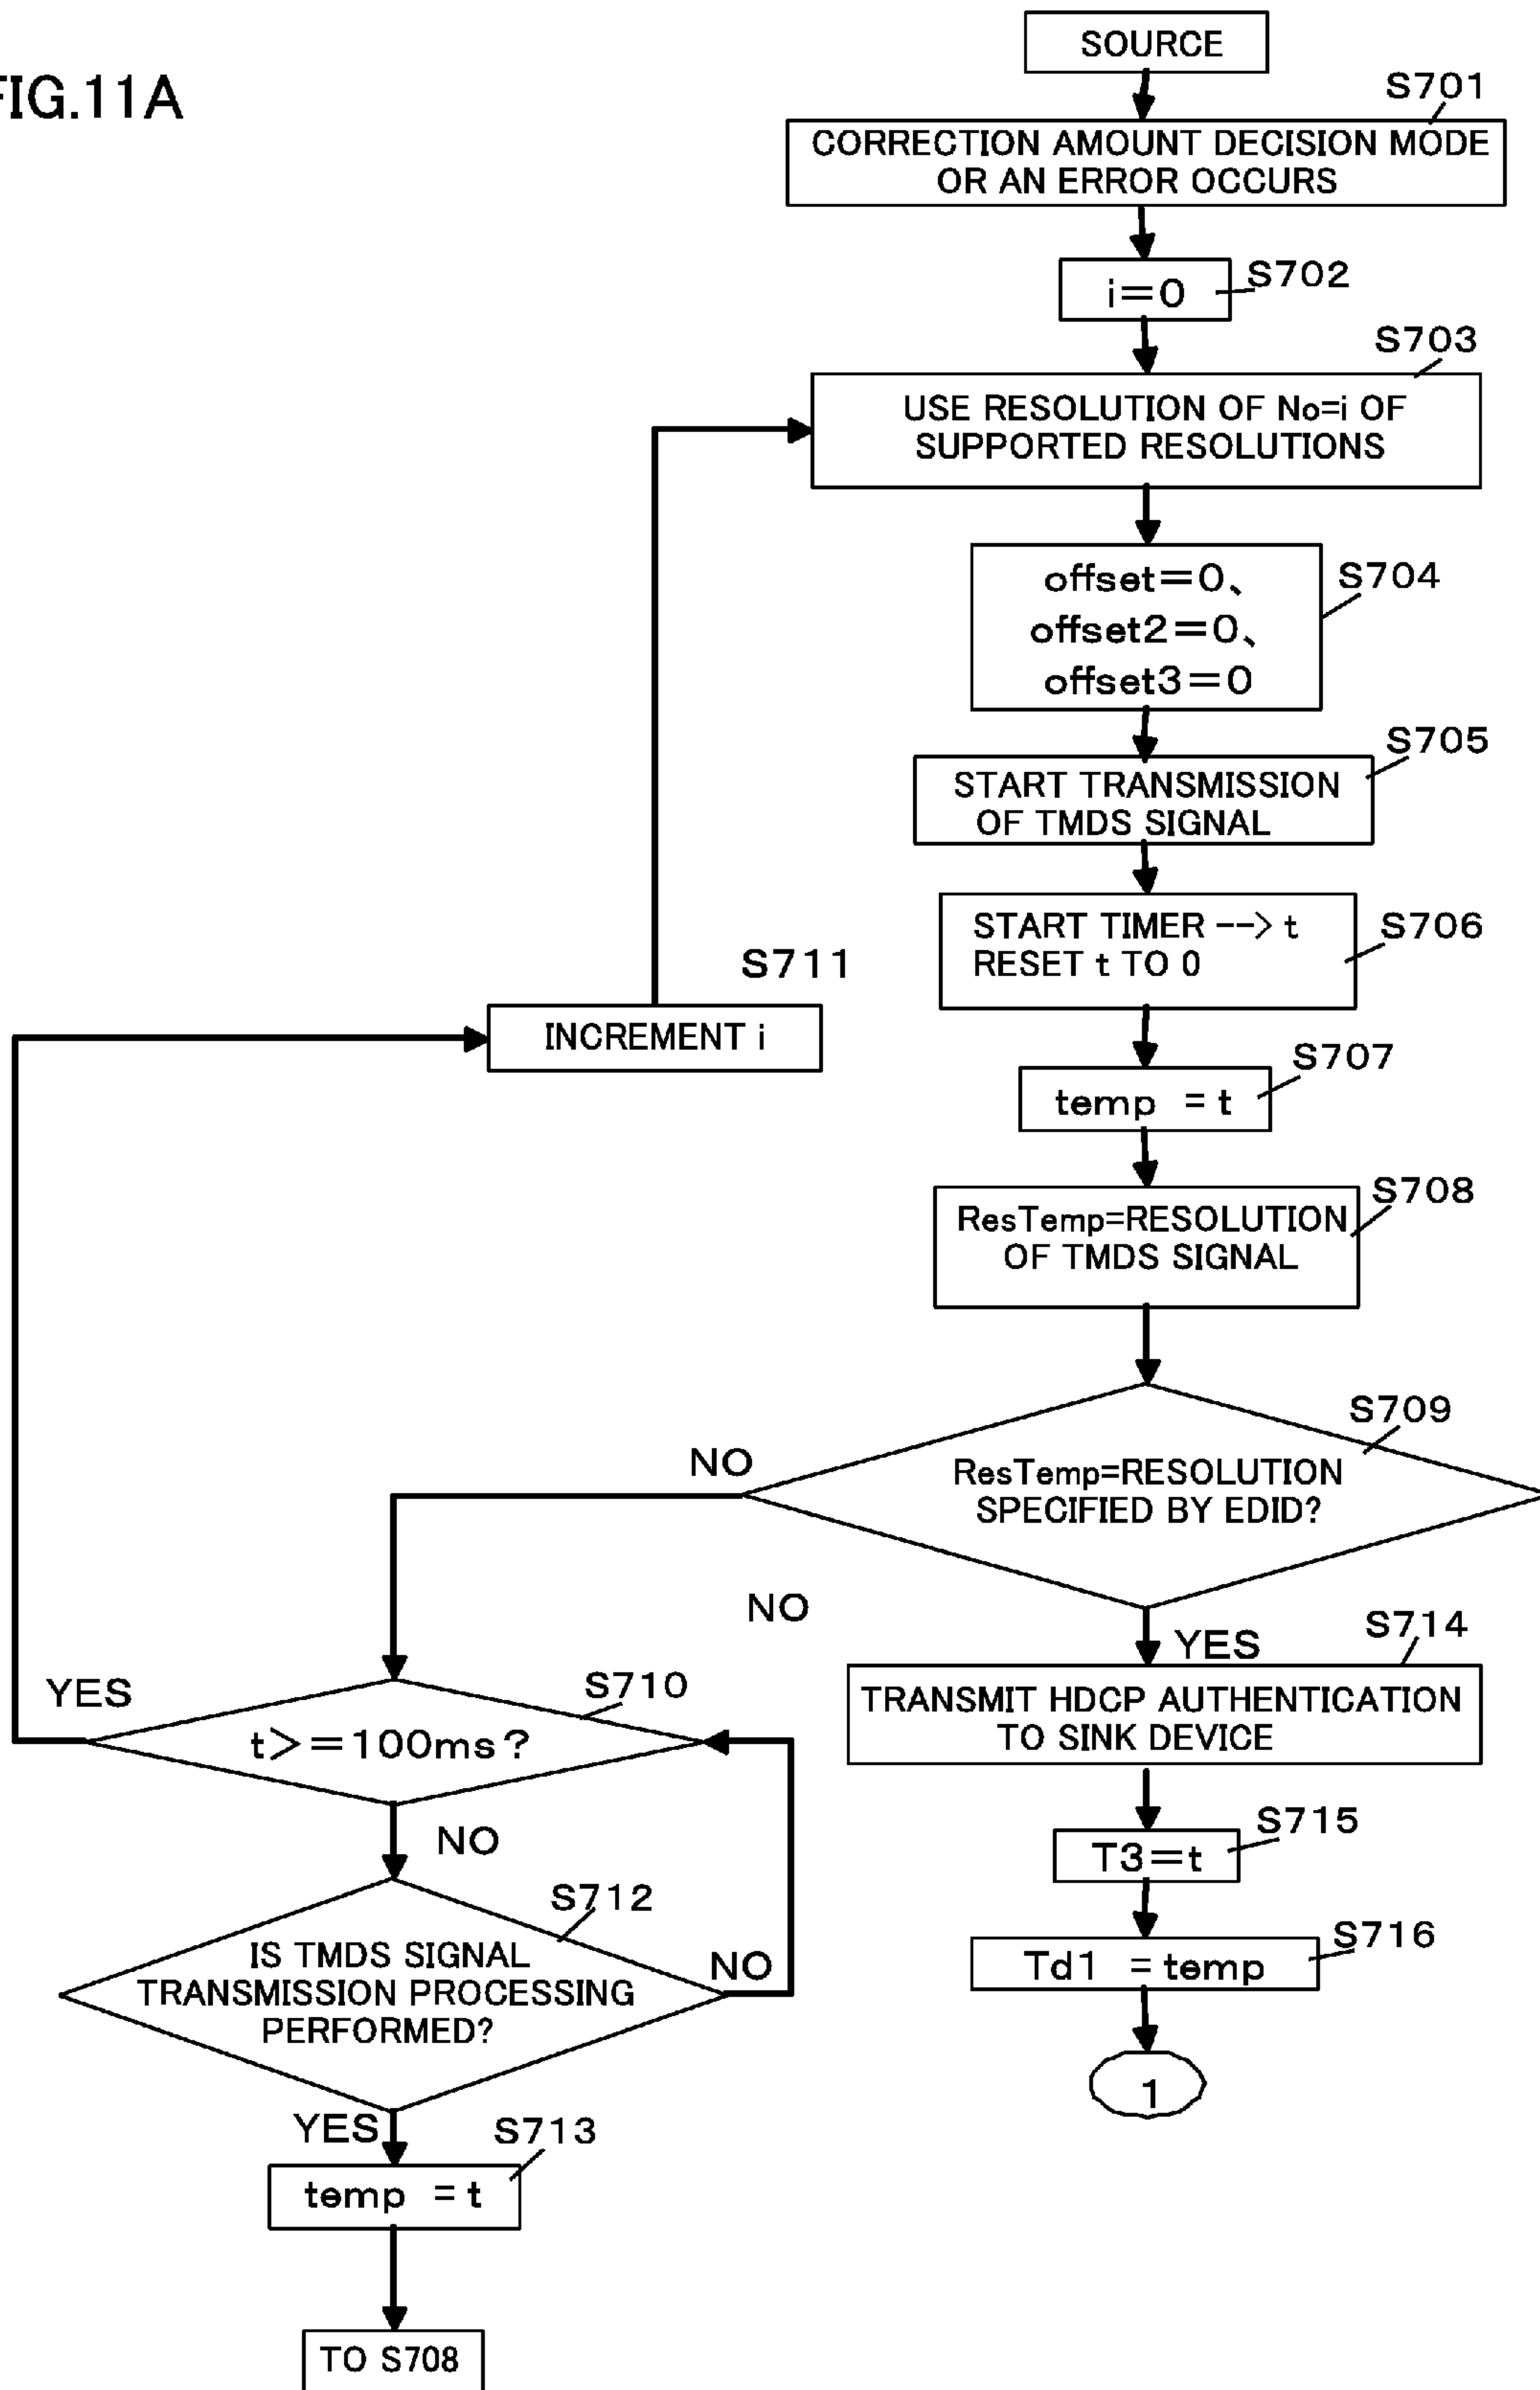 FIG.11A
SOURCE
S701
CORRECTION AMOUNT DECISION MODE
OR AN ERROR OCCURS
i=0
S702
S703
USE RESOLUTION OF No=i OF
SUPPORTED RESOLUTIONS
offset=0、
offset2=0、
offset3=0
S704
S705
START TRANSMISSION
OF TMDS SIGNAL
START TIMER --> t
RESET t TO 0
S706
S711
INCREMENT i
S707
temp = t
S708
ResTemp=RESOLUTION
OF TMDS SIGNAL
S709
NO
ResTemp=RESOLUTION
SPECIFIED BY EDID?
NO
YES
S714
TRANSMIT HDCP AUTHENTICATION
TO SINK DEVICE
YES
S710
t>=100ms?
NO
S715
T3=t
S712
IS TMDS SIGNAL
TRANSMISSION PROCESSING
PERFORMED?
NO
S716
Td1 = temp
1
YES
S713
temp = t
TO S708